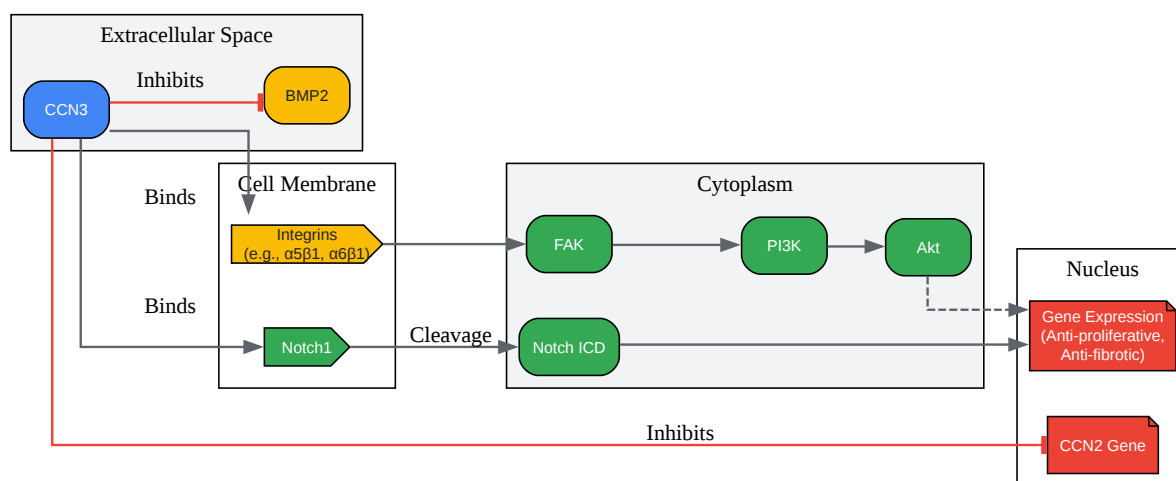 Extracellular Space
Inhibits
CCN3
BMP2
Binds
Cell Membrane
Cytoplasm
Integrins
(e.g., α5β1, α6β1)
FAK
PI3K
Akt
Nucleus
Binds
Gene Expression
(Anti-proliferative,
Anti-fibrotic)
Notch1
Cleavage
Notch ICD
Inhibits
CCN2 Gene